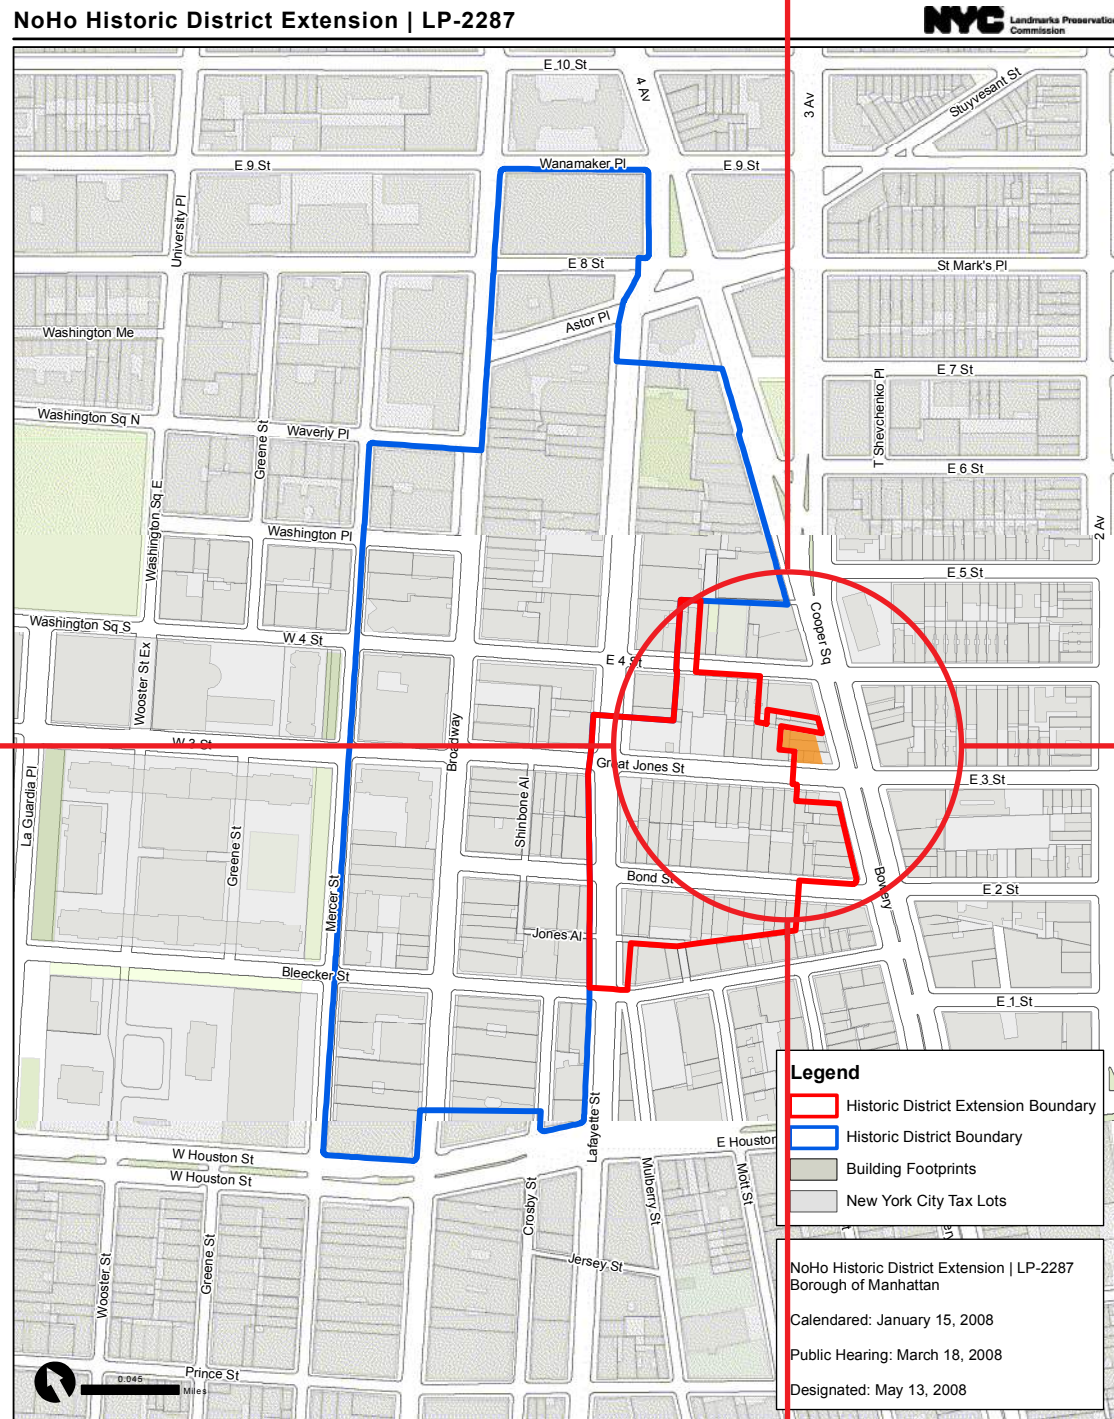 NoHo Historic District Extension | LP-2287
NYC Landmarks Preservation
Commission
E 10 St
4 Av
3 Av
Stuyvesant St
E 9 St
Wanamaker Pl
E 9 St
University Pl
E 8 St
St Mark's Pl
Astor Pl
Washington Me
E 7 St
T Shevchenko Pl
Washington Sq N
Waverly Pl
Greene St
E 6 St
Washington Sq E
Washington Pl
2 Av
E 5 St
Cooper Sq
Washington Sq S
W 4 St
E 4 St
Wooster St Ex
W 3 St
Broadway
Great Jones St
E 3 St
La Guardia Pl
Shinbone Al
Greene St
Mercer St
Bond St
Bowery
E 2 St
Jones Al
Bleecker St
E 1 St
Legend
Historic District Extension Boundary
Historic District Boundary
Building Footprints
New York City Tax Lots
Lafayette St
E Houston
W Houston St
W Houston St
Mulberry St
Mott St
Crosby St
Jersey St
Wooster St
Greene St
Prince St
NoHo Historic District Extension | LP-2287
Borough of Manhattan
Calendared: January 15, 2008
Public Hearing: March 18, 2008
Designated: May 13, 2008
0.045
Miles